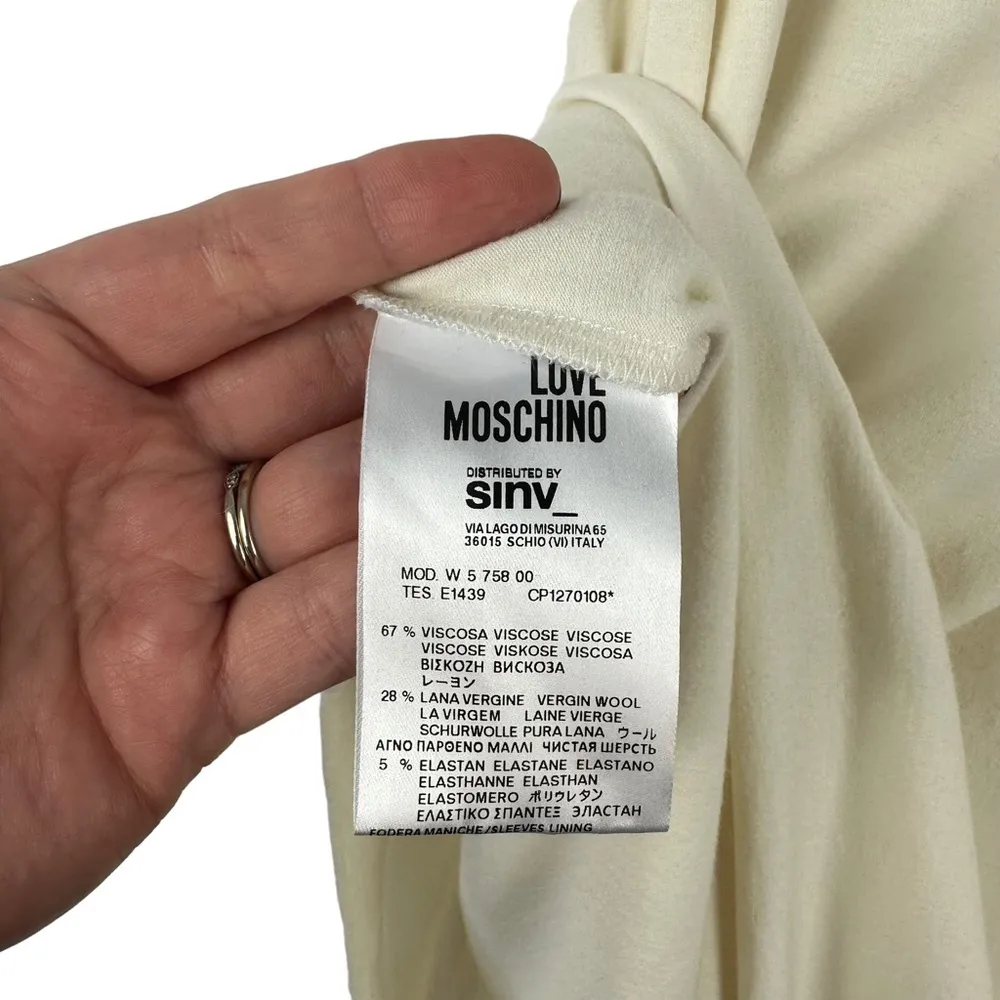 LOVE
MOSCHINO
DISTRIBUTED BY
sinv_
VIA LAGO DI MISURINA 65
36015 SCHIO (VI) ITALY
MOD. W 5 758 00
TES. E1439 CP1270108*
67 % VISCOSA VISCOSE VISCOSE
VISCOSE VISKOSE VISCOSA
ΒΙΣΚΟΖΗ ВИСКОЗА
レーヨン
28 % LANA VERGINE VERGIN WOOL
LA VIRGEM LAINE VIERGE
SCHURWOLLE PURA LANA ウール
ΑΓΝΟ ΠΑΡΘΕΝΟ ΜΑΛΛΙ ЧИСТАЯ ШЕРСТЬ
5 % ELASTAN ELASTANE ELASTANO
ELASTHANNE ELASTHAN
ELASTOMERO ポリウレタン
ΕΛΑΣΤΙΚΟ ΣΠΑΝΤΕΞ ЭЛАСТАН
FODERA MANICHE/SLEEVES LINING